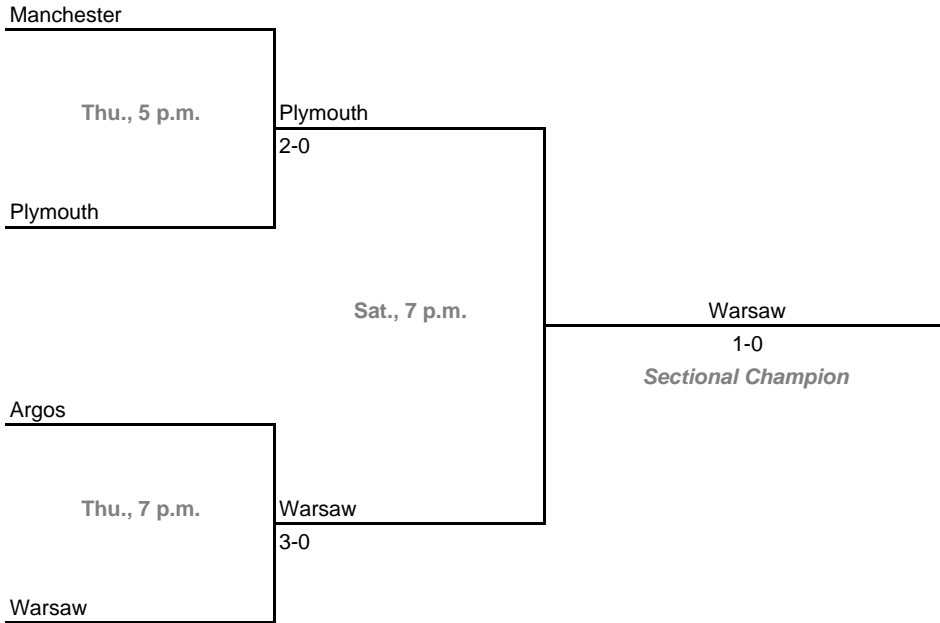 Manchester
Thu., 5 p.m.
Plymouth
2-0
Plymouth
Sat., 7 p.m.
Warsaw
1-0
Sectional Champion
Argos
Thu., 7 p.m.
Warsaw
3-0
Warsaw